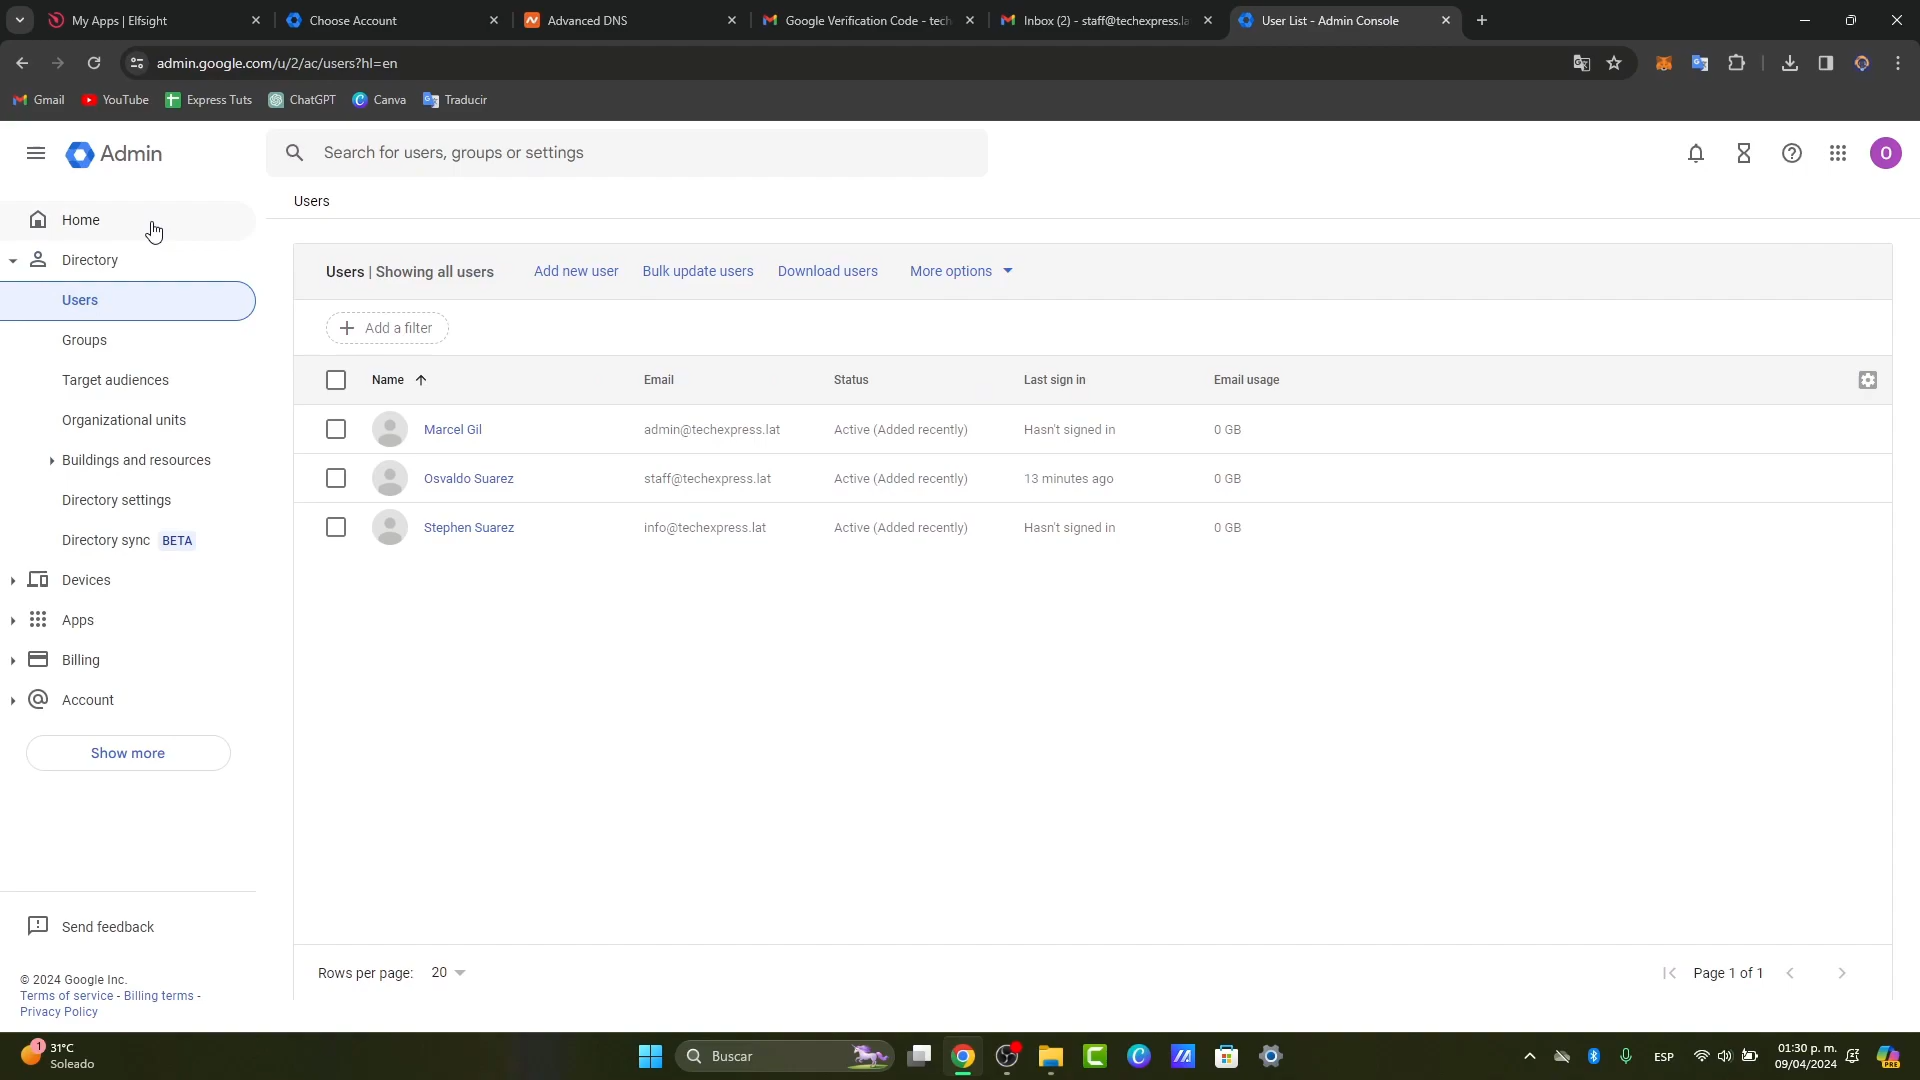 My Apps | Elfsight
Choose Account
Advanced DNS
Google Verification Code - tech
Inbox (2) - staff@techexpress.la
User List - Admin Console
admin.google.com/u/2/ac/users?hl=en
Gmail
YouTube
Express Tuts
ChatGPT
Canva
Traducir
Admin
Search for users, groups or settings
O
Users
Home
Directory
Users
Groups
Target audiences
Organizational units
Buildings and resources
Directory settings
Directory sync BETA
Devices
Apps
Billing
Account
Show more
Send feedback
© 2024 Google Inc.
Terms of service - Billing terms -
Privacy Policy
Users | Showing all users
Add new user
Bulk update users
Download users
More options
Add a filter
Name Email Status Last sign in Email usage
Marcel Gil admin@techexpress.lat Active (Added recently) Hasn't signed in 0 GB
Osvaldo Suarez staff@techexpress.lat Active (Added recently) 13 minutes ago 0 GB
Stephen Suarez info@techexpress.lat Active (Added recently) Hasn't signed in 0 GB
Rows per page: 20
Page 1 of 1
1
31°C
Soleado
Buscar
ESP
01:30 p. m.
09/04/2024
PRE